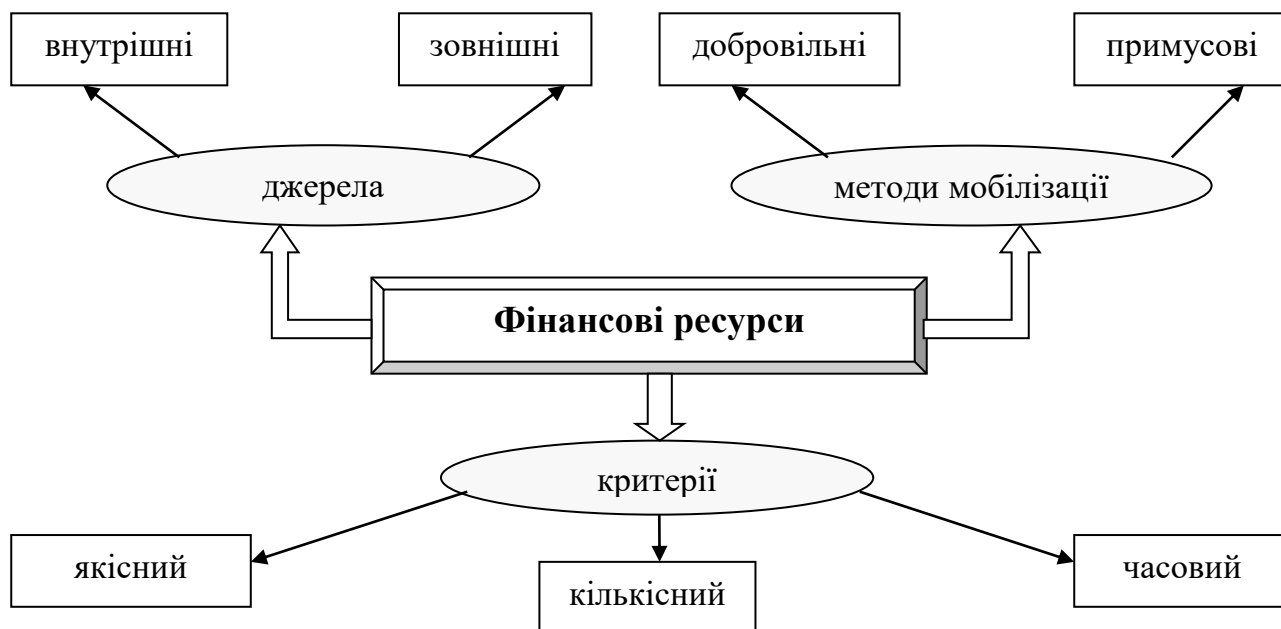 внутрішні
зовнішні
добровільні
примусові
джерела
методи мобілізації
Фінансові ресурси
критерії
якісний
кількісний
часовий